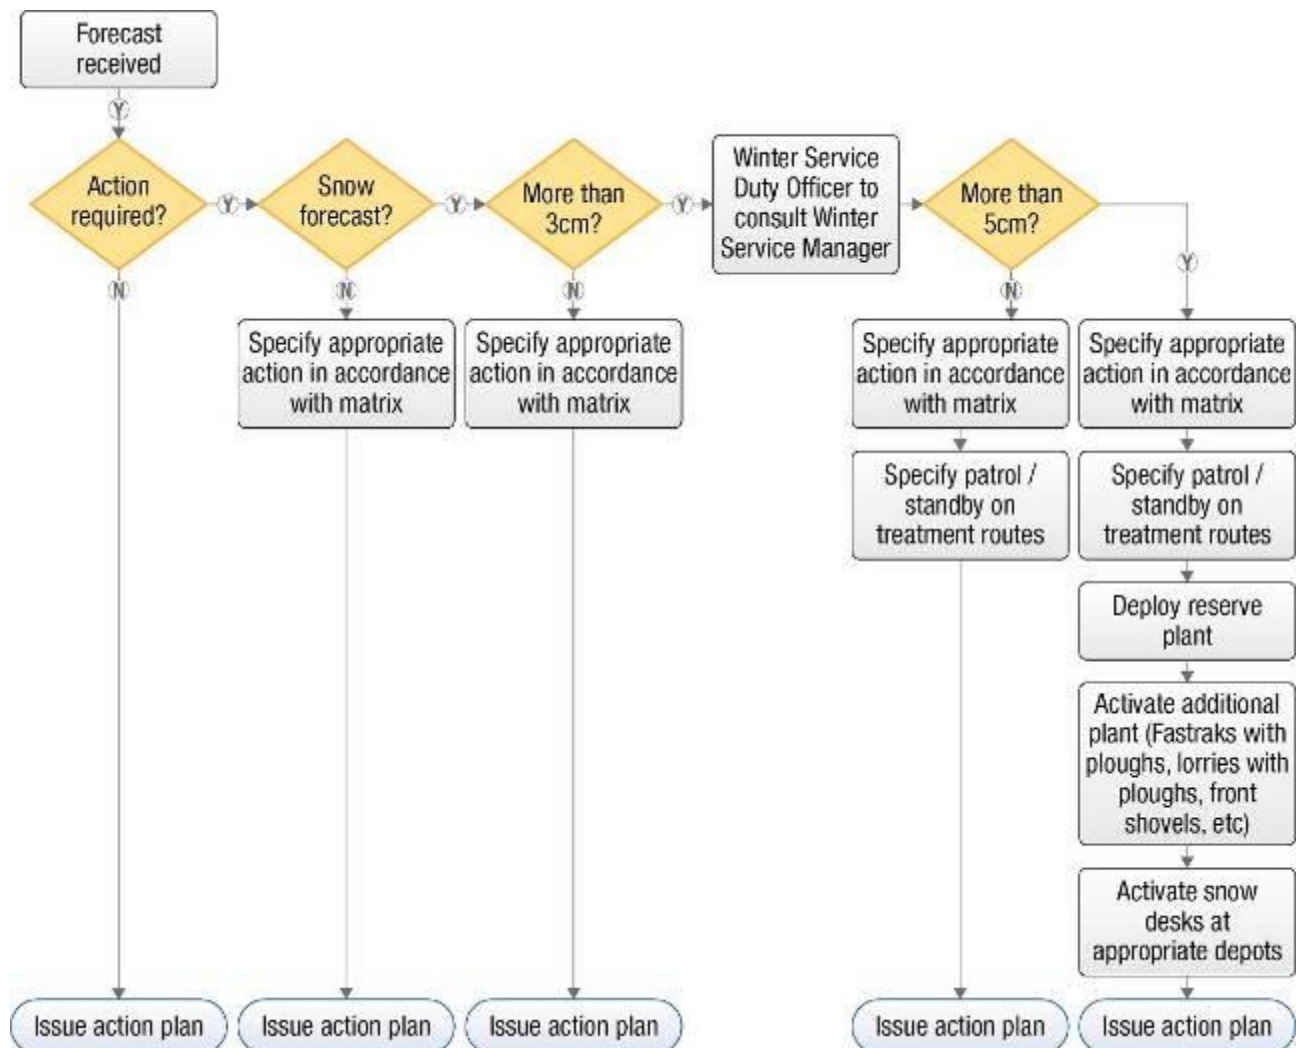 Forecast
received
Y
Action
required?
Y
Snow
forecast?
Y
More than
3cm?
Y
Winter Service
Duty Officer to
consult Winter
Service Manager
More than
5cm?
Y
N
N
N
N
Specify appropriate
action in accordance
with matrix
Specify appropriate
action in accordance
with matrix
Specify appropriate
action in accordance
with matrix
Specify appropriate
action in accordance
with matrix
Specify patrol /
standby on
treatment routes
Specify patrol /
standby on
treatment routes
Deploy reserve
plant
Activate additional
plant (Fastraks with
ploughs, lorries with
ploughs, front
shovels, etc)
Activate snow
desks at
appropriate depots
Issue action plan
Issue action plan
Issue action plan
Issue action plan
Issue action plan